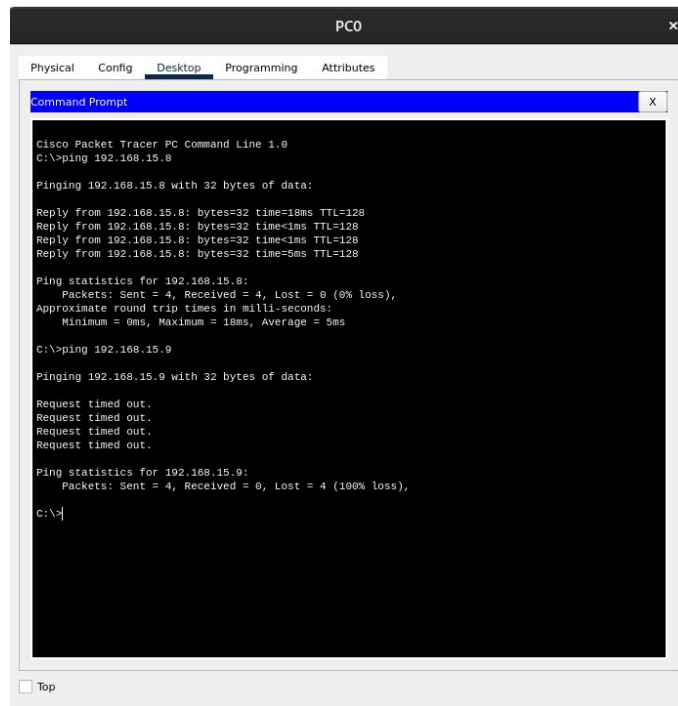 PC0
Physical Config Desktop Programming Attributes
Command Prompt X
Cisco Packet Tracer PC Command Line 1.0
C:\>ping 192.168.15.8
Pinging 192.168.15.8 with 32 bytes of data:
Reply from 192.168.15.8: bytes=32 time=18ms TTL=128
Reply from 192.168.15.8: bytes=32 time<1ms TTL=128
Reply from 192.168.15.8: bytes=32 time<1ms TTL=128
Reply from 192.168.15.8: bytes=32 time=5ms TTL=128
Ping statistics for 192.168.15.8:
Packets: Sent = 4, Received = 4, Lost = 0 (0% loss),
Approximate round trip times in milli-seconds:
Minimum = 0ms, Maximum = 18ms, Average = 5ms
C:\>ping 192.168.15.9
Pinging 192.168.15.9 with 32 bytes of data:
Request timed out.
Request timed out.
Request timed out.
Request timed out.
Ping statistics for 192.168.15.9:
Packets: Sent = 4, Received = 0, Lost = 4 (100% loss),
C:\>
Top